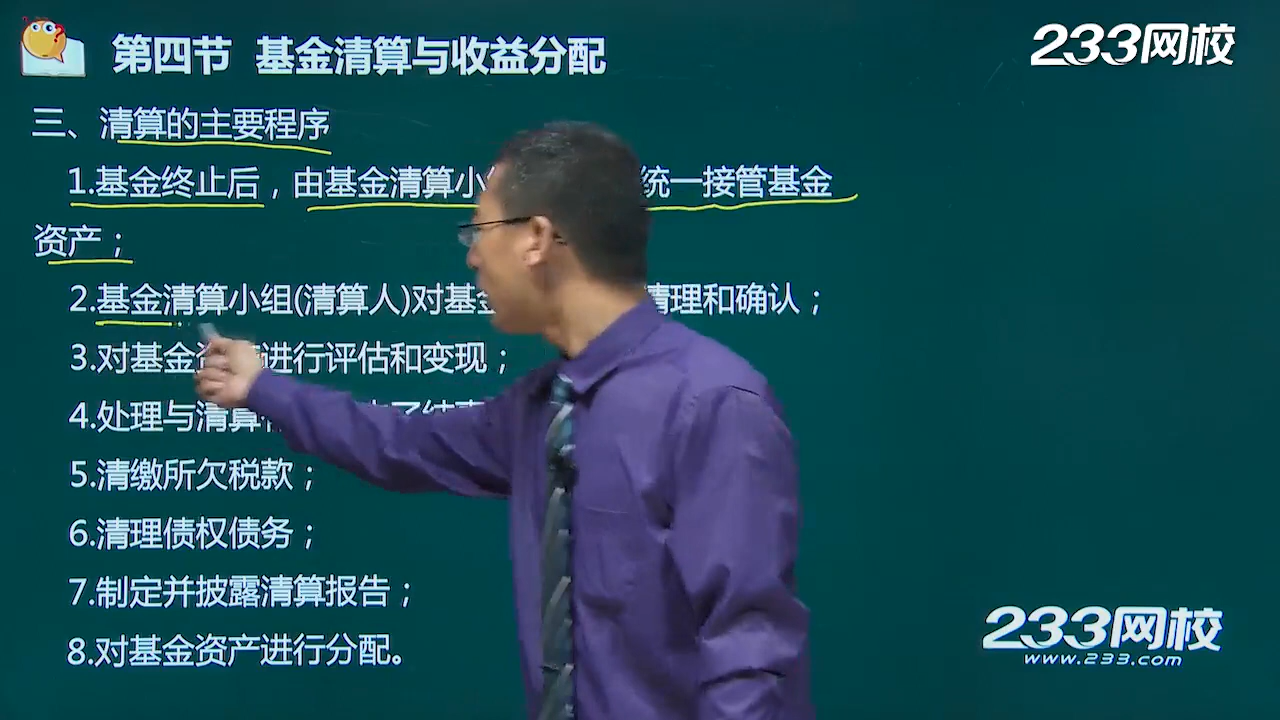 第四节 基金清算与收益分配
233网校
三、清算的主要程序
1.基金终止后，由基金清算小 统一接管基金
资产；
2.基金清算小组(清算人)对基金 清理和确认；
3.对基金资产进行评估和变现；
4.处理与清算
5.清缴所欠税款；
6.清理债权债务；
7.制定并披露清算报告；
8.对基金资产进行分配。
233网校
www.233.com